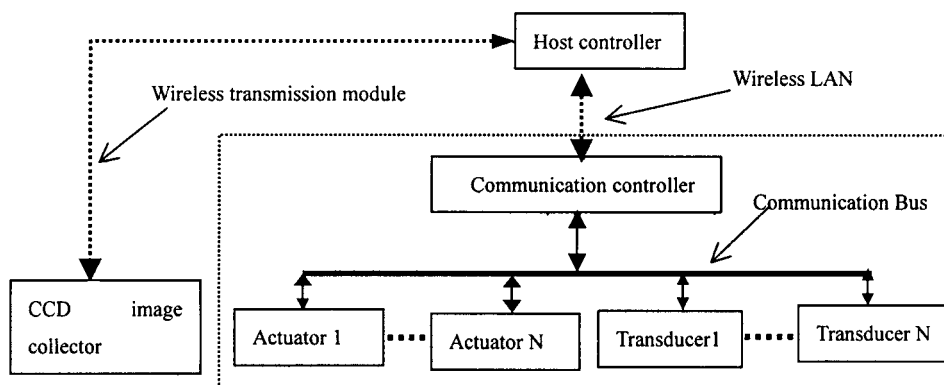 Host controller
Wireless LAN
Wireless transmission module
Communication controller
Communication Bus
CCD image
collector
Actuator 1
Actuator N
Transducer1
Transducer N